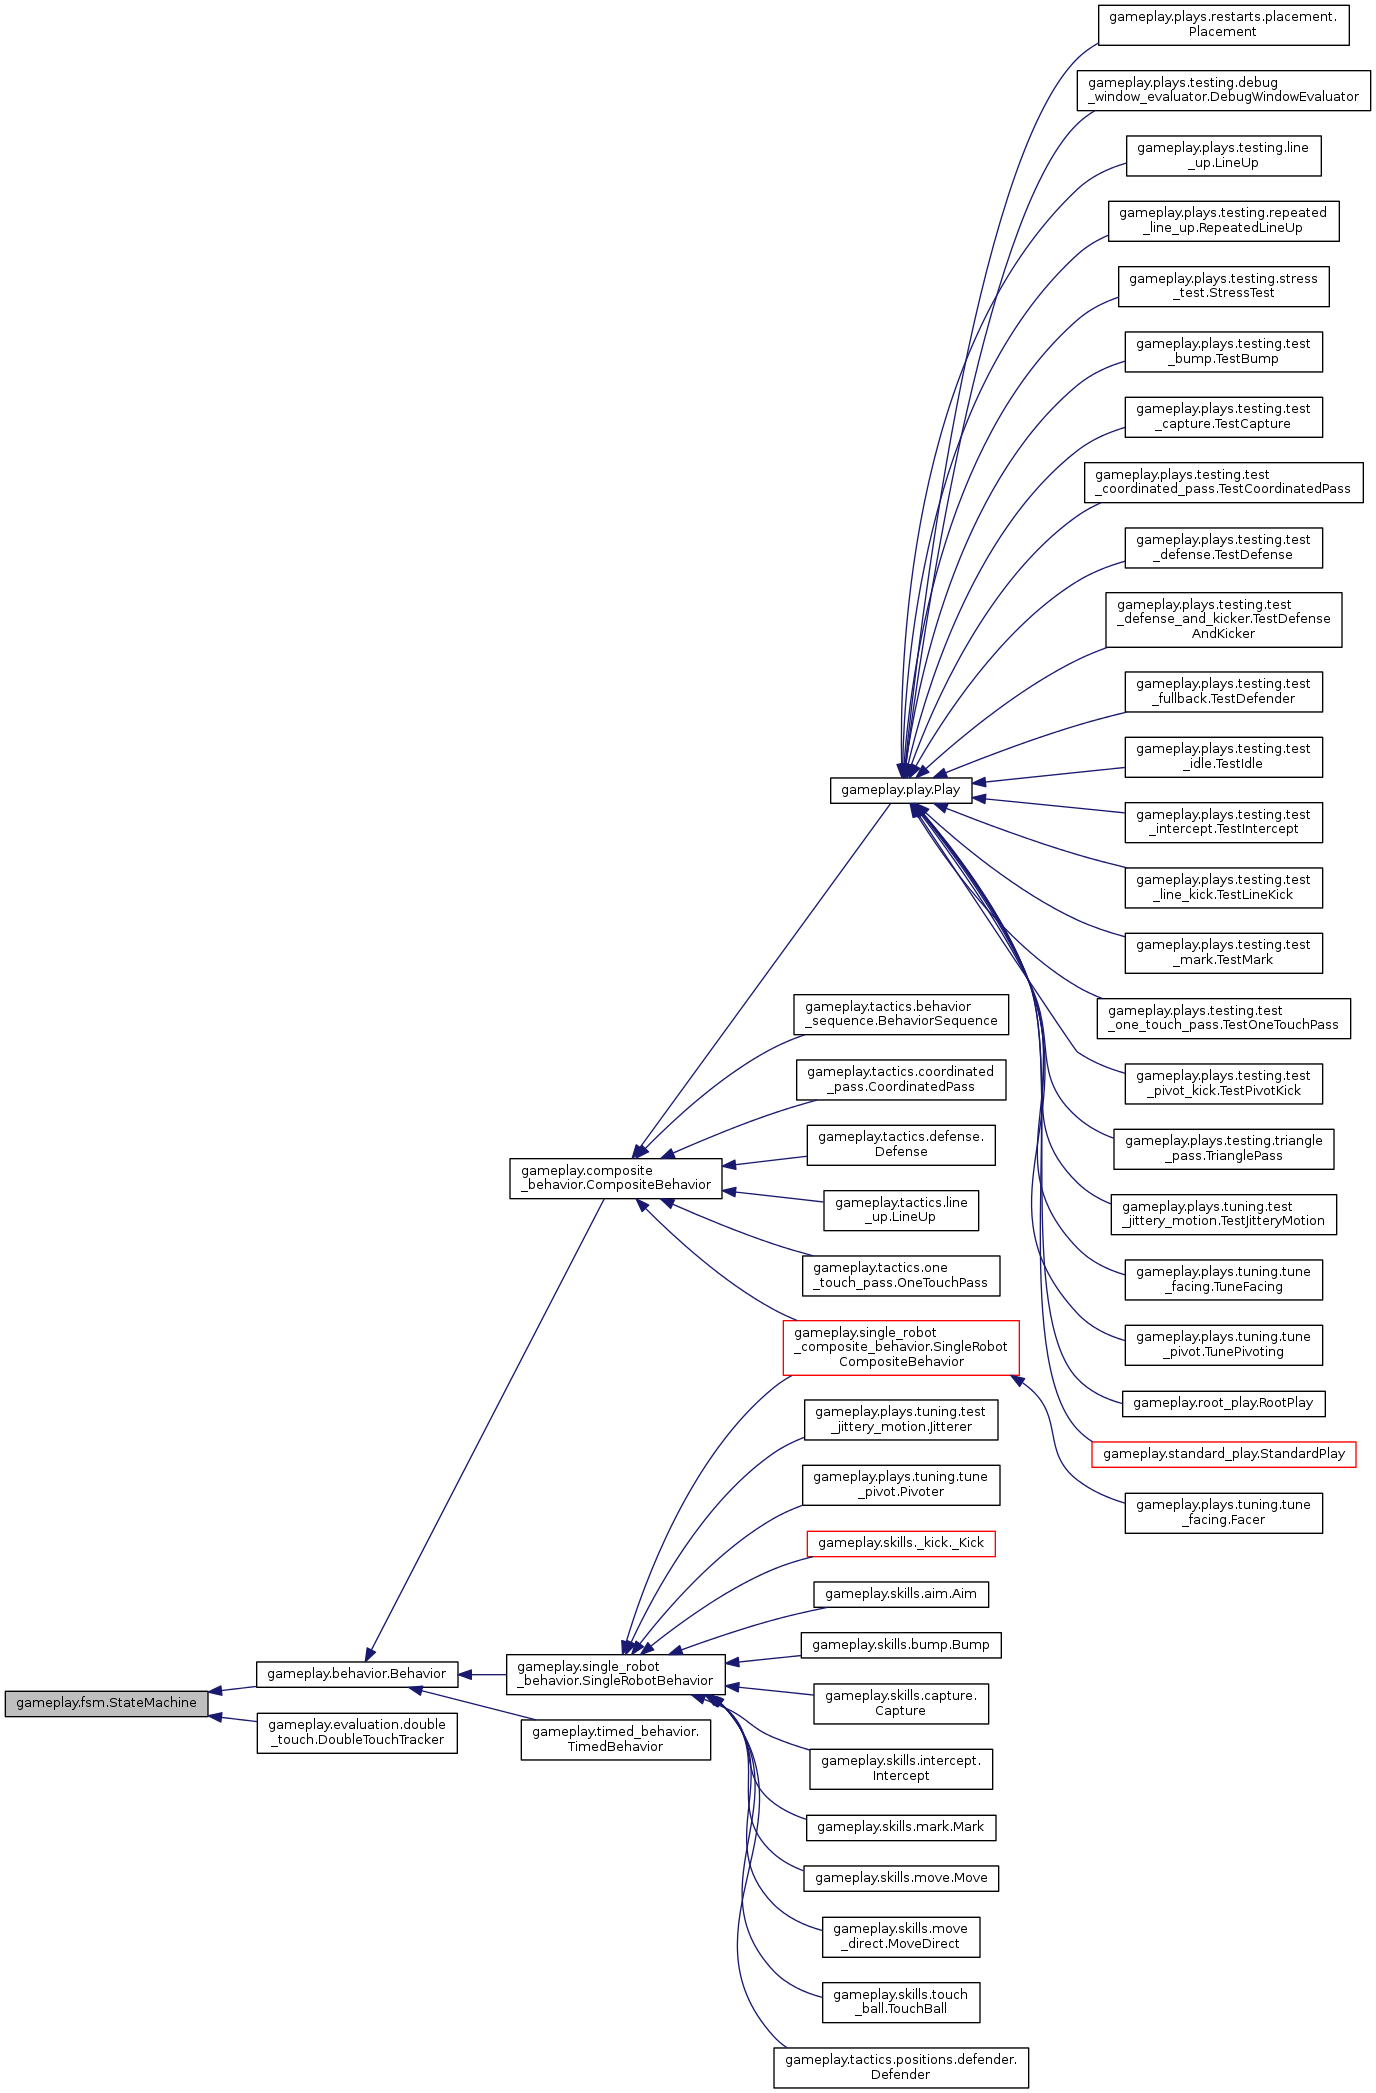 gameplay.plays.restarts.placement.
Placement
gameplay.plays.testing.debug
_window_evaluator.DebugWindowEvaluator
gameplay.plays.testing.line
_up.LineUp
gameplay.plays.testing.repeated
_line_up.RepeatedLineUp
gameplay.plays.testing.stress
_test.StressTest
gameplay.plays.testing.test
_bump.TestBump
gameplay.plays.testing.test
_capture.TestCapture
gameplay.plays.testing.test
_coordinated_pass.TestCoordinatedPass
gameplay.plays.testing.test
_defense.TestDefense
gameplay.plays.testing.test
_defense_and_kicker.TestDefense
AndKicker
gameplay.plays.testing.test
_fullback.TestDefender
gameplay.plays.testing.test
_idle.TestIdle
gameplay.play.Play
gameplay.plays.testing.test
_intercept.TestIntercept
gameplay.plays.testing.test
_line_kick.TestLineKick
gameplay.plays.testing.test
_mark.TestMark
gameplay.plays.testing.test
_one_touch_pass.TestOneTouchPass
gameplay.plays.testing.test
_pivot_kick.TestPivotKick
gameplay.plays.testing.triangle
_pass.TrianglePass
gameplay.plays.tuning.test
_jittery_motion.TestJitteryMotion
gameplay.plays.tuning.tune
_facing.TuneFacing
gameplay.plays.tuning.tune
_pivot.TunePivoting
gameplay.root_play.RootPlay
gameplay.standard_play.StandardPlay
gameplay.plays.tuning.tune
_facing.Facer
gameplay.tactics.behavior
_sequence.BehaviorSequence
gameplay.tactics.coordinated
_pass.CoordinatedPass
gameplay.tactics.defense.
Defense
gameplay.composite
_behavior.CompositeBehavior
gameplay.tactics.line
_up.LineUp
gameplay.tactics.one
_touch_pass.OneTouchPass
gameplay.single_robot
_composite_behavior.SingleRobot
CompositeBehavior
gameplay.plays.tuning.test
_jittery_motion.Jitterer
gameplay.plays.tuning.tune
_pivot.Pivoter
gameplay.skills._kick._Kick
gameplay.skills.aim.Aim
gameplay.skills.bump.Bump
gameplay.single_robot
_behavior.SingleRobotBehavior
gameplay.behavior.Behavior
gameplay.fsm.StateMachine
gameplay.evaluation.double
_touch.DoubleTouchTracker
gameplay.timed_behavior.
TimedBehavior
gameplay.skills.capture.
Capture
gameplay.skills.intercept.
Intercept
gameplay.skills.mark.Mark
gameplay.skills.move.Move
gameplay.skills.move
_direct.MoveDirect
gameplay.skills.touch
_ball.TouchBall
gameplay.tactics.positions.defender.
Defender